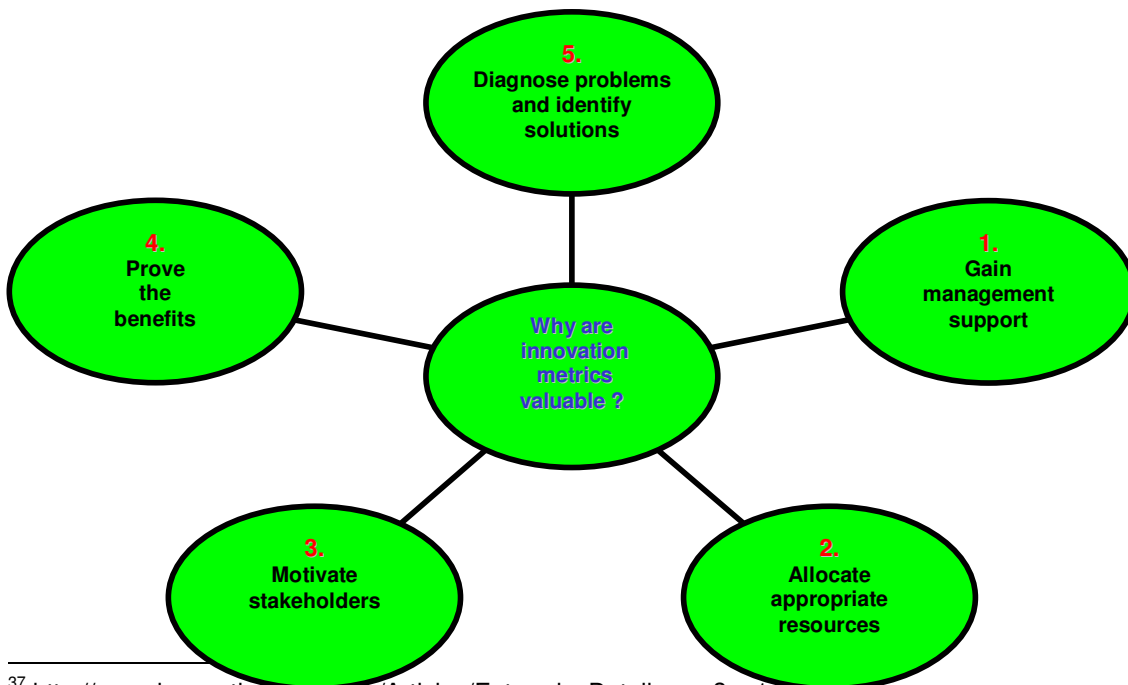 5.
Diagnose problems
and identify
solutions
4.
Prove
the
benefits
1.
Gain
management
support
Why are
innovation
metrics
valuable ?
3.
Motivate
stakeholders
2.
Allocate
appropriate
resources
37